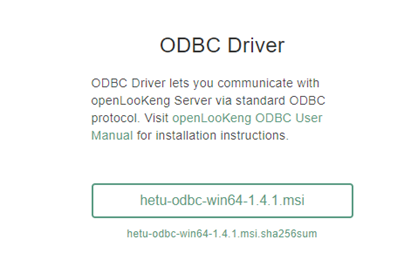 ODBC Driver
ODBC Driver lets you communicate with
openLooKeng Server via standard ODBC
protocol. Visit openLooKeng ODBC User
Manual for installation instructions.
hetu-odbc-win64-1.4.1.msi
hetu-odbc-win64-1.4.1.msi.sha256sum